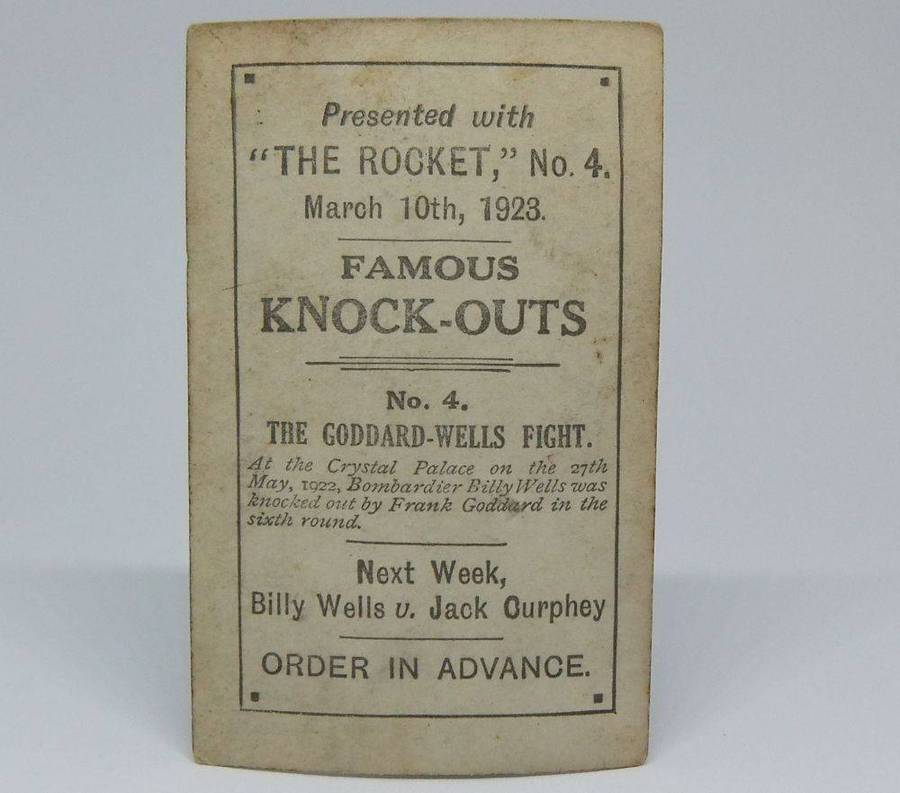 Presented with
"THE ROCKET," No. 4.
March 10th, 1923.
FAMOUS
KNOCK-OUTS
No. 4.
THE GODDARD-WELLS FIGHT.
At the Crystal Palace on the 27th
May, 1922, Bombardier Billy Wells was
knocked out by Frank Goddard in the
sixth round.
Next Week,
Billy Wells v. Jack Curphey
ORDER IN ADVANCE.